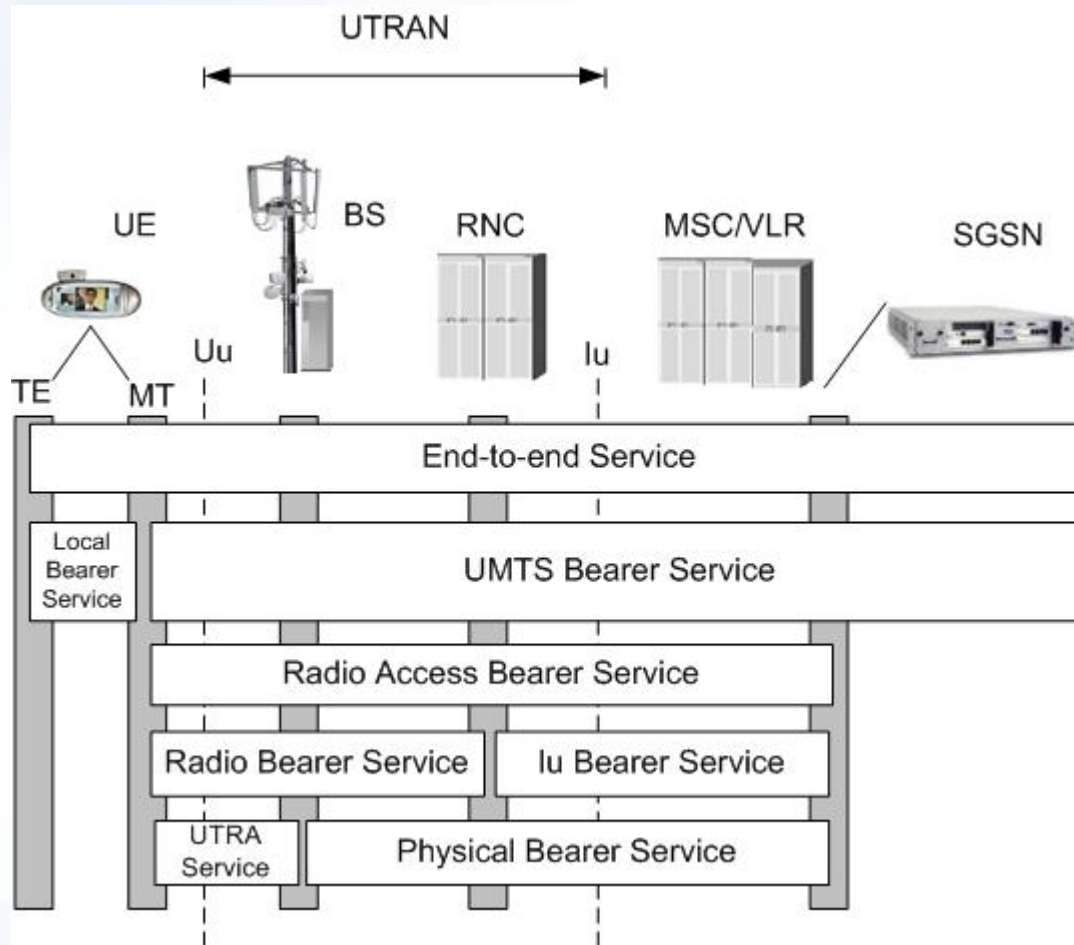 UTRAN
UE
BS
RNC
MSC/VLR
SGSN
Uu
Iu
TE
MT
End-to-end Service
Local
Bearer
Service
UMTS Bearer Service
Radio Access Bearer Service
Radio Bearer Service
Iu Bearer Service
UTRA
Service
Physical Bearer Service